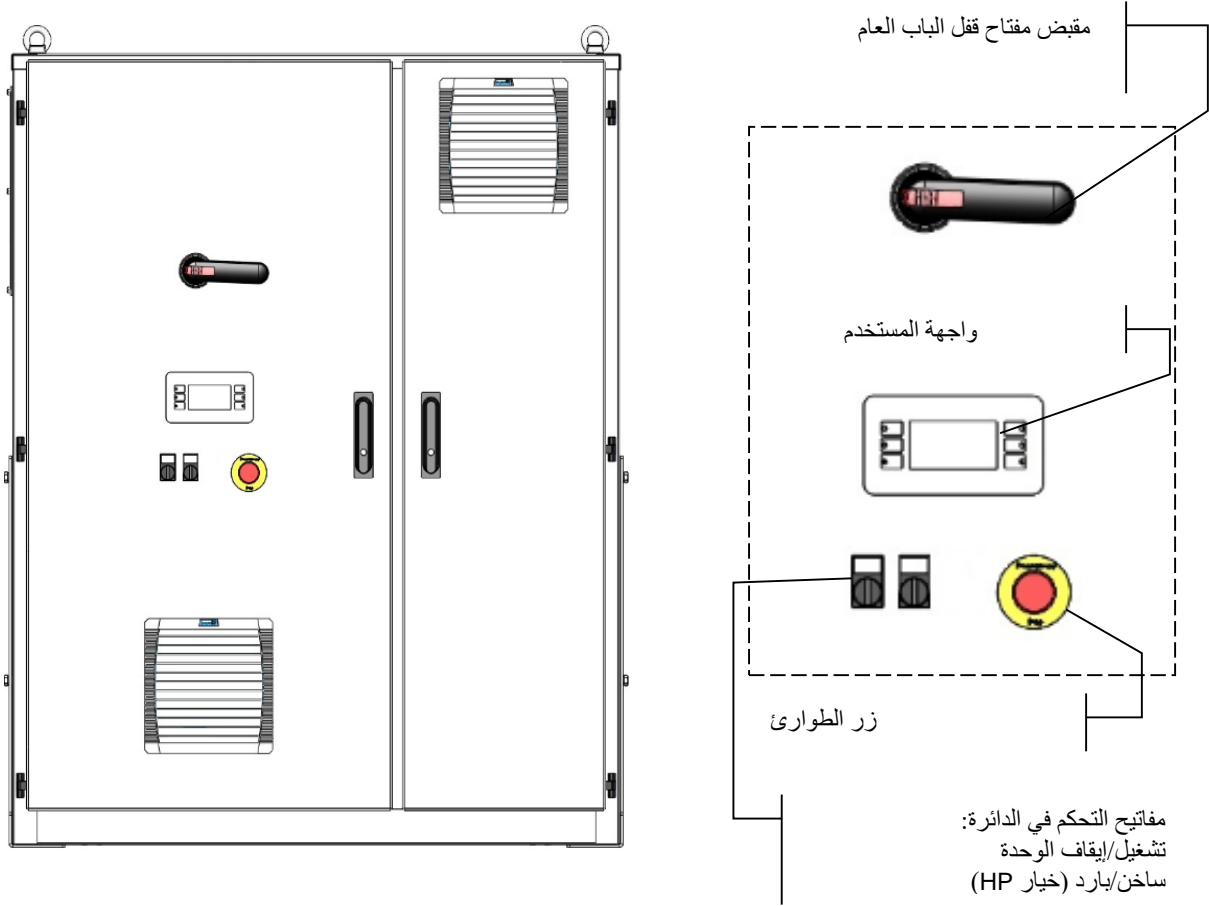 مقبض مفتاح قفل الباب العام
واجهة المستخدم
زر الطوارئ
مفاتيح التحكم في الدائرة:
تشغيل/إيقاف الوحدة
ساخن/بارد (خيار HP)